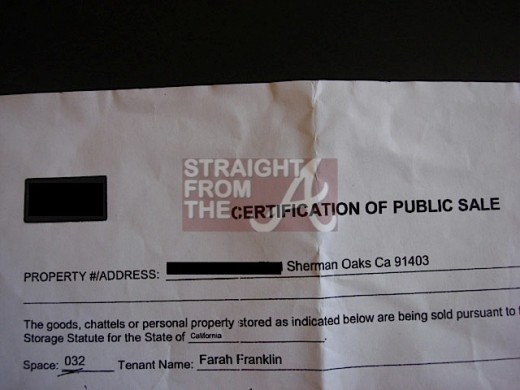 STRAIGHT
FROM
THE A
CERTIFICATION OF PUBLIC SALE
PROPERTY #/ADDRESS: Sherman Oaks Ca 91403
The goods, chattels or personal property stored as indicated below are being sold pursuant to
Storage Statute for the State of California
Space: 032 Tenant Name: Farah Franklin